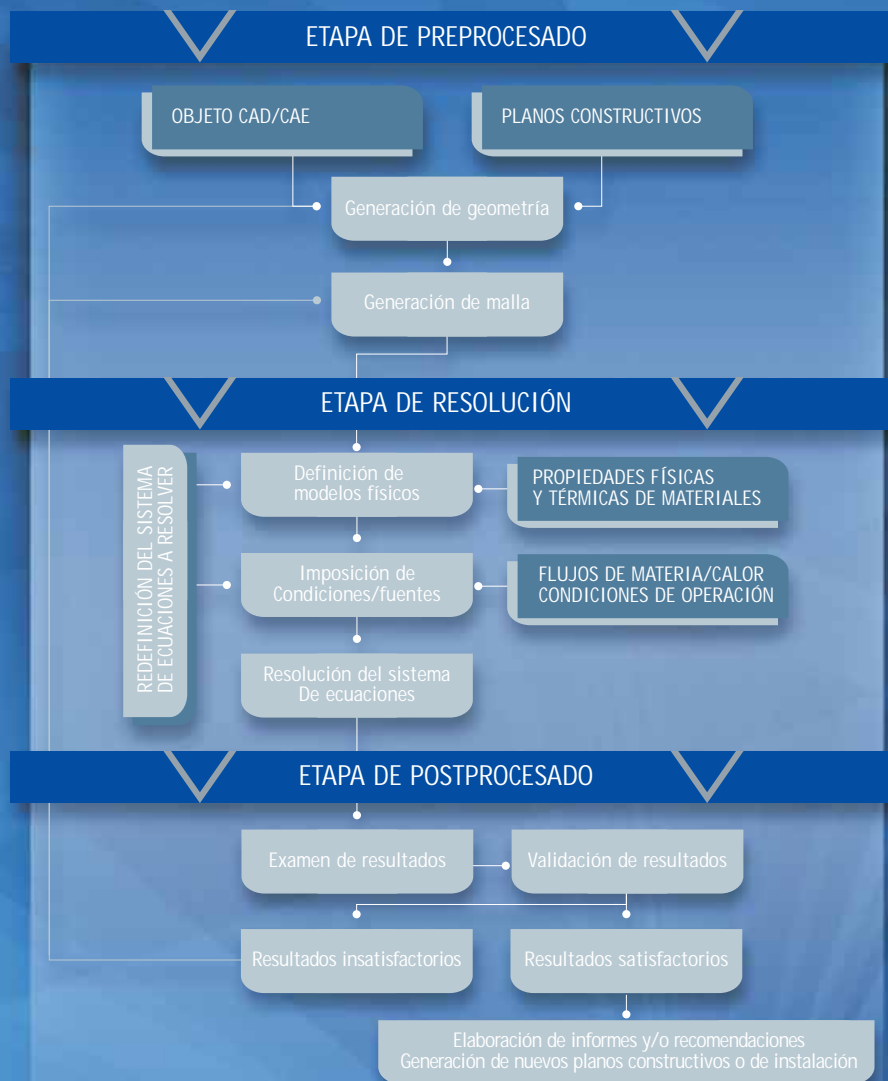 ETAPA DE PREPROCESADO
OBJETO CAD/CAE
PLANOS CONSTRUCTIVOS
Generación de geometría
Generación de malla
ETAPA DE RESOLUCIÓN
REDEFINICIÓN DEL SISTEMA
DE ECUACIONES A RESOLVER
Definición de
modelos físicos
PROPIEDADES FÍSICAS
Y TÉRMICAS DE MATERIALES
Imposición de
Condiciones/fuentes
FLUJOS DE MATERIA/CALOR
CONDICIONES DE OPERACIÓN
Resolución del sistema
De ecuaciones
ETAPA DE POSTPROCESADO
Examen de resultados
Validación de resultados
Resultados insatisfactorios
Resultados satisfactorios
Elaboración de informes y/o recomendaciones
Generación de nuevos planos constructivos o de instalación